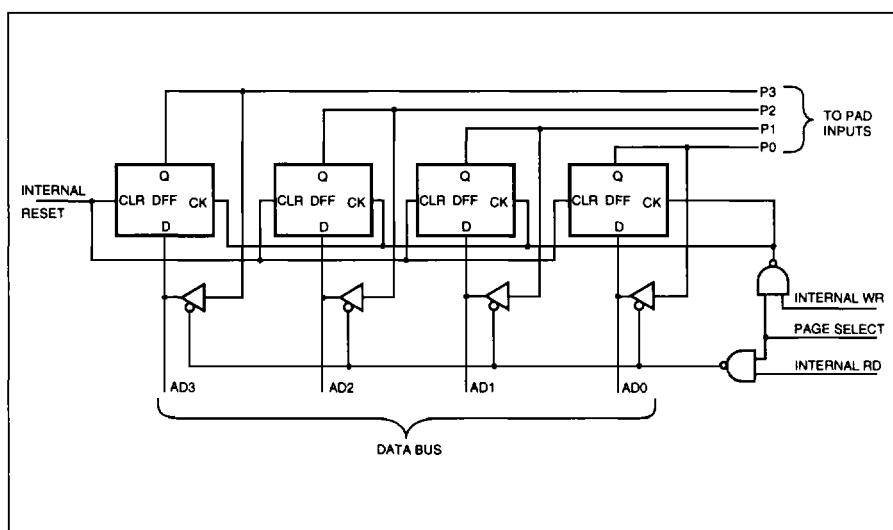 P3
P2
TO PAD
INPUTS
P1
P0
Q Q Q Q
INTERNAL
RESET
CLR DFF CK CLR DFF CK CLR DFF CK CLR DFF CK
D D D D
INTERNAL WR
PAGE SELECT
INTERNAL RD
AD3 AD2 AD1 AD0
DATA BUS